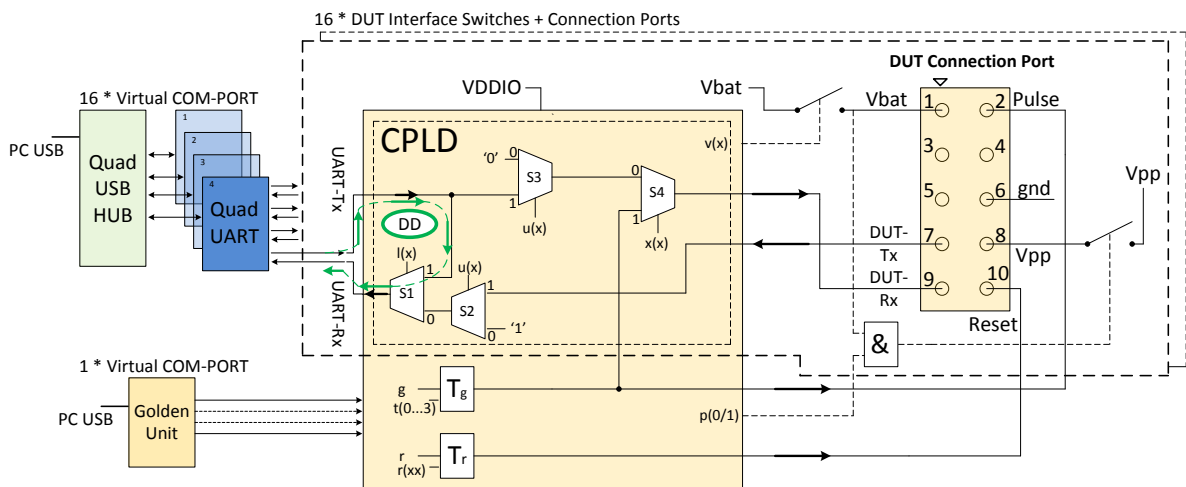 16 * DUT Interface Switches + Connection Ports
DUT Connection Port
16 * Virtual COM-PORT
PC USB
Quad
USB
HUB
1
2
3
4
Quad
UART
UART-Tx
UART-Rx
VDDIO
CPLD
DD
'0'
0
1
S3
u(x)
0
1
S4
x(x)
l(x)
S1
1
0
u(x)
S2
1
0
'1'
v(x)
Vbat
Vbat
1
2
Pulse
3
4
5
6
gnd
DUT-
Tx
7
8
Vpp
Vpp
DUT-
Rx
9
10
Reset
&
p(0/1)
1 * Virtual COM-PORT
PC USB
Golden
Unit
g
t(0...3)
Tg
r
r(xx)
Tr